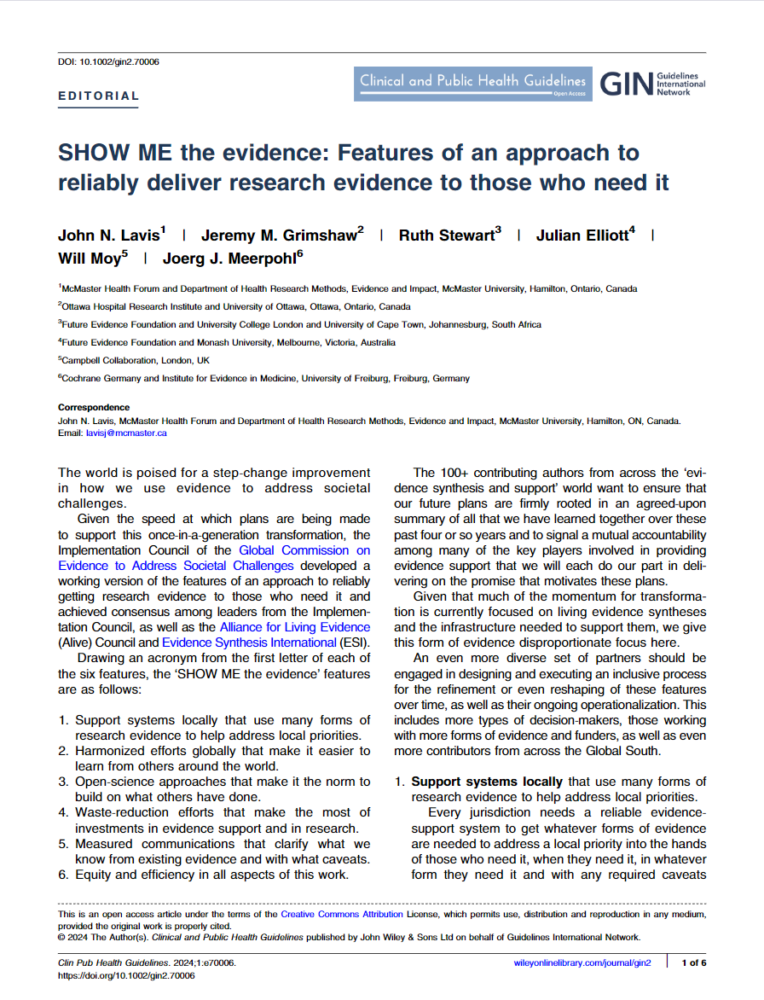 DOI: 10.1002/gin2.70006
EDITORIAL
Clinical and Public Health Guidelines
Open Access
GIN Guidelines
International
Network
SHOW ME the evidence: Features of an approach to
reliably deliver research evidence to those who need it
John N. Lavis1 | Jeremy M. Grimshaw2 | Ruth Stewart3 | Julian Elliott4 |
Will Moy5 | Joerg J. Meerpohl6
1McMaster Health Forum and Department of Health Research Methods, Evidence and Impact, McMaster University, Hamilton, Ontario, Canada
2Ottawa Hospital Research Institute and University of Ottawa, Ottawa, Ontario, Canada
3Future Evidence Foundation and University College London and University of Cape Town, Johannesburg, South Africa
4Future Evidence Foundation and Monash University, Melbourne, Victoria, Australia
5Campbell Collaboration, London, UK
6Cochrane Germany and Institute for Evidence in Medicine, University of Freiburg, Freiburg, Germany
Correspondence
John N. Lavis, McMaster Health Forum and Department of Health Research Methods, Evidence and Impact, McMaster University, Hamilton, ON, Canada.
Email: lavisj@mcmaster.ca
The world is poised for a step-change improvement
in how we use evidence to address societal
challenges.
Given the speed at which plans are being made
to support this once-in-a-generation transformation, the
Implementation Council of the Global Commission on
Evidence to Address Societal Challenges developed a
working version of the features of an approach to reliably
getting research evidence to those who need it and
achieved consensus among leaders from the Implemen-
tation Council, as well as the Alliance for Living Evidence
(Alive) Council and Evidence Synthesis International (ESI).
Drawing an acronym from the first letter of each of
the six features, the 'SHOW ME the evidence' features
are as follows:
1. Support systems locally that use many forms of
research evidence to help address local priorities.
2. Harmonized efforts globally that make it easier to
learn from others around the world.
3. Open-science approaches that make it the norm to
build on what others have done.
4. Waste-reduction efforts that make the most of
investments in evidence support and in research.
5. Measured communications that clarify what we
know from existing evidence and with what caveats.
6. Equity and efficiency in all aspects of this work.
The 100+ contributing authors from across the 'evi-
dence synthesis and support' world want to ensure that
our future plans are firmly rooted in an agreed-upon
summary of all that we have learned together over these
past four or so years and to signal a mutual accountability
among many of the key players involved in providing
evidence support that we will each do our part in deli-
vering on the promise that motivates these plans.
Given that much of the momentum for transforma-
tion is currently focused on living evidence syntheses
and the infrastructure needed to support them, we give
this form of evidence disproportionate focus here.
An even more diverse set of partners should be
engaged in designing and executing an inclusive process
for the refinement or even reshaping of these features
over time, as well as their ongoing operationalization. This
includes more types of decision-makers, those working
with more forms of evidence and funders, as well as even
more contributors from across the Global South.
1. Support systems locally that use many forms of
research evidence to help address local priorities.
Every jurisdiction needs a reliable evidence-
support system to get whatever forms of evidence
are needed to address a local priority into the hands
of those who need it, when they need it, in whatever
form they need it and with any required caveats
This is an open access article under the terms of the Creative Commons Attribution License, which permits use, distribution and reproduction in any medium,
provided the original work is properly cited.
© 2024 The Author(s). Clinical and Public Health Guidelines published by John Wiley & Sons Ltd on behalf of Guidelines International Network.
Clin Pub Health Guidelines. 2024;1:e70006.
https://doi.org/10.1002/gin2.70006
wileyonlinelibrary.com/journal/gin2 | 1 of 6